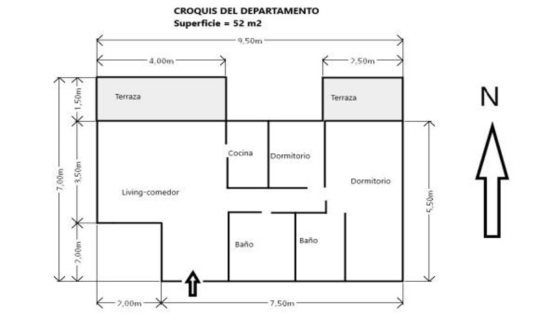 CROQUIS DEL DEPARTAMENTO
Superficie = 52 m2
9,50m
4,00m
2,50m
Terraza
Terraza
1,50m
N
Cocina
Dormitorio
3,50m
7,00m
Dormitorio
Living-comedor
5,50m
Baño
Baño
2,00m
2,00m
7,50m